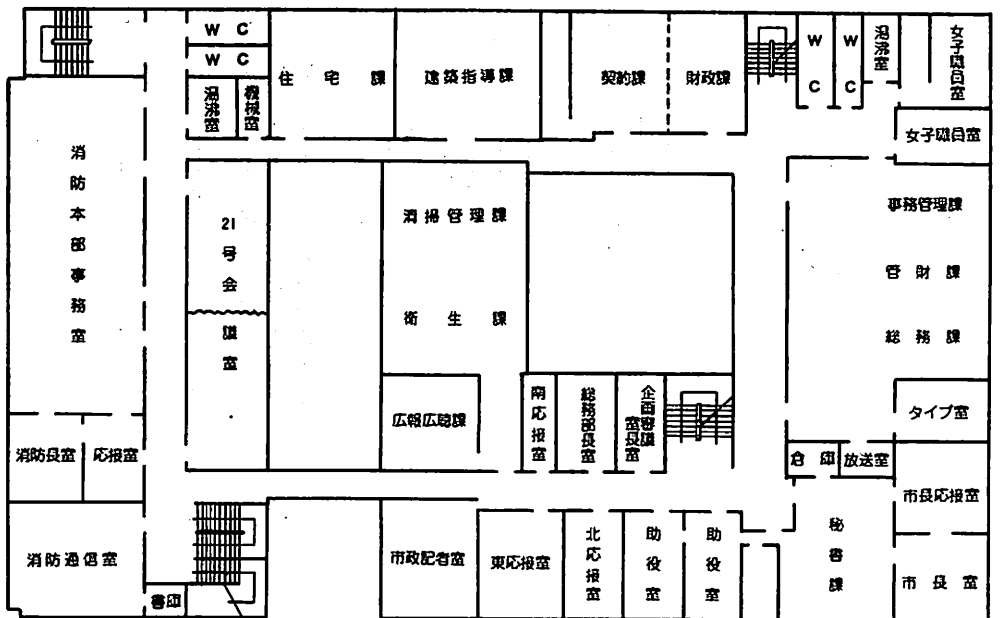 W C
W C
湯沸室
機械室
住宅課
建築指導課
契約課
財政課
W C
W C
湯沸室
女子職員室
女子職員室
消防本部事務室
21号会議室
清掃管理課
衛生課
事務管理課
管財課
総務課
広報広聴課
南応接室
総務部長室
企画審議室長室
タイプ室
消防長室
応接室
倉庫
放送室
市長応接室
消防通信室
市政記者室
東応接室
北応接室
助役室
助役室
秘書課
市長室
書庫